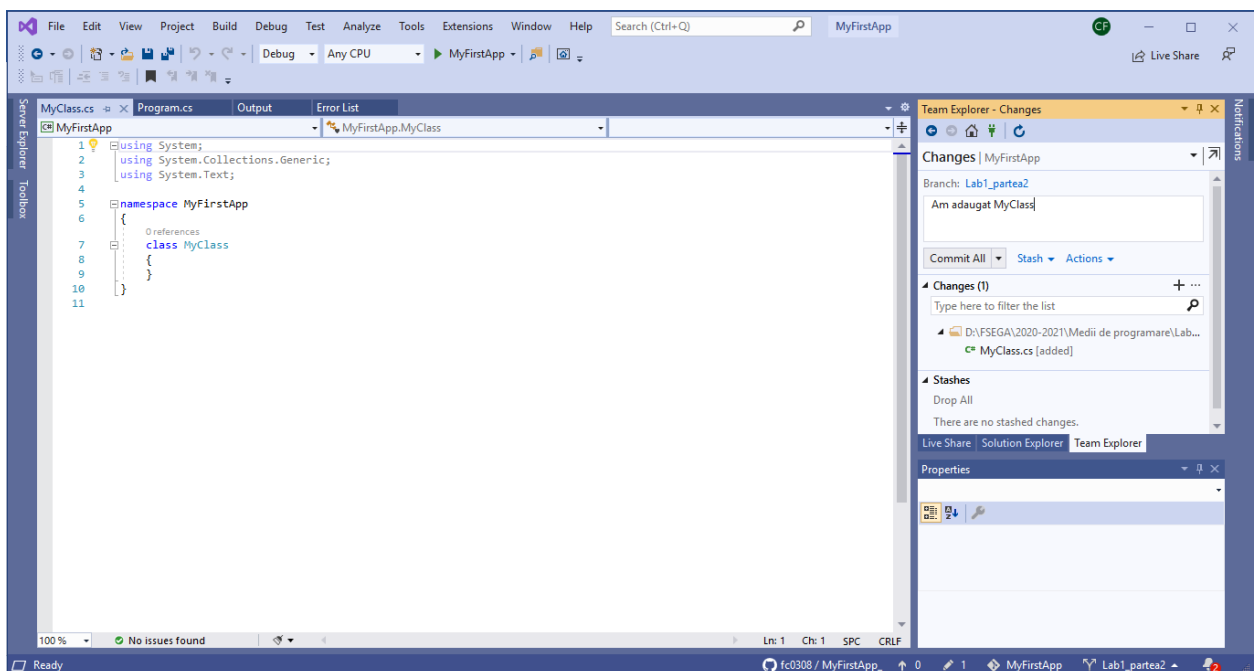 File Edit View Project Build Debug Test Analyze Tools Extensions Window Help Search (Ctrl+Q) MyFirstApp CF
Debug Any CPU MyFirstApp Live Share
Server Explorer
Toolbox
MyClass.cs Program.cs Output Error List
C# MyFirstApp MyFirstApp.MyClass
1 using System;
2 using System.Collections.Generic;
3 using System.Text;
4
5 namespace MyFirstApp
6 {
0 references
7 class MyClass
8 {
9 }
10 }
11
100 % No issues found Ln: 1 Ch: 1 SPC CRLF
Team Explorer - Changes
Changes | MyFirstApp
Branch: Lab1_partea2
Am adaugat MyClass
Commit All Stash Actions
Changes (1)
Type here to filter the list
D:\FSEGA\2020-2021\Medii de programare\Lab...
C# MyClass.cs [added]
Stashes
Drop All
There are no stashed changes.
Live Share Solution Explorer Team Explorer
Properties
Notifications
Ready fc0308 / MyFirstApp_ 0 1 MyFirstApp Lab1_partea2 2